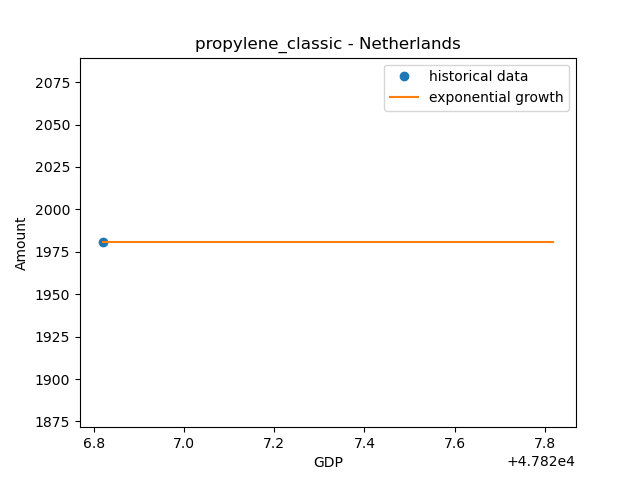 propylene_classic - Netherlands
historical data
exponential growth
2075
2050
2025
2000
1975
1950
1925
1900
1875
Amount
6.8 7.0 7.2 7.4 7.6 7.8
GDP
+4.782e4